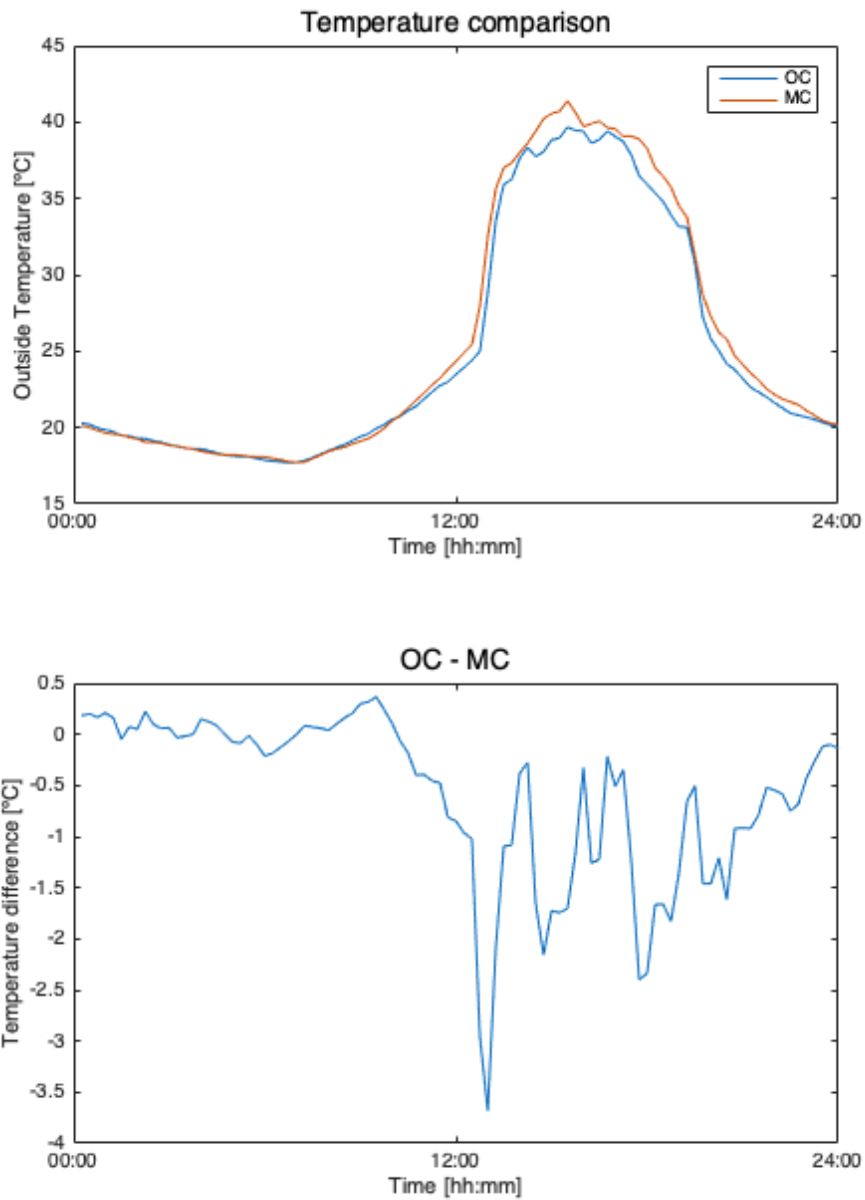 Temperature comparison
45
40
35
30
25
20
15
Outside Temperature [°C]
OC
MC
00:00 12:00 24:00
Time [hh:mm]
OC - MC
0.5
0
-0.5
-1
-1.5
-2
-2.5
-3
-3.5
-4
Temperature difference [°C]
00:00 12:00 24:00
Time [hh:mm]